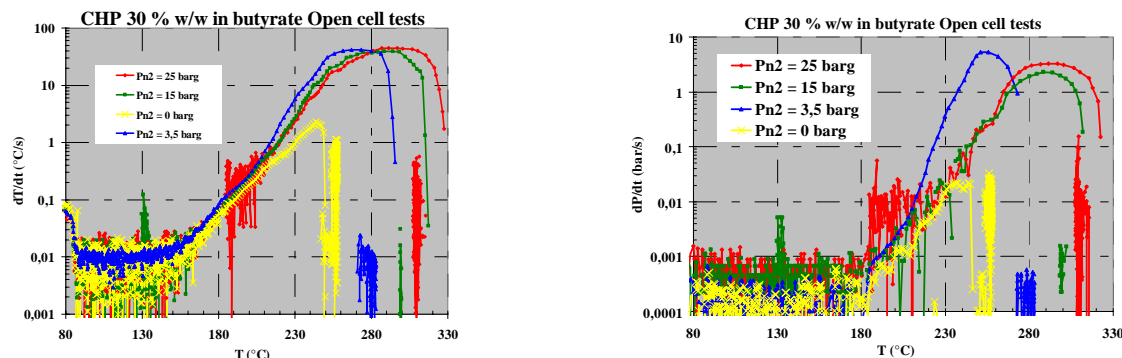 CHP 30 % w/w in butyrate Open cell tests
dT/dt (°C/s)
100
10
1
0,1
0,01
0,001
Pn2 = 25 barg
Pn2 = 15 barg
Pn2 = 0 barg
Pn2 = 3,5 barg
80 130 180 230 280 330
T (°C)
CHP 30 % w/w in butyrate Open cell tests
dP/dt (bar/s)
10
1
0,1
0,01
0,001
0,0001
Pn2 = 25 barg
Pn2 = 15 barg
Pn2 = 3,5 barg
Pn2 = 0 barg
80 130 180 230 280 330
T (°C)